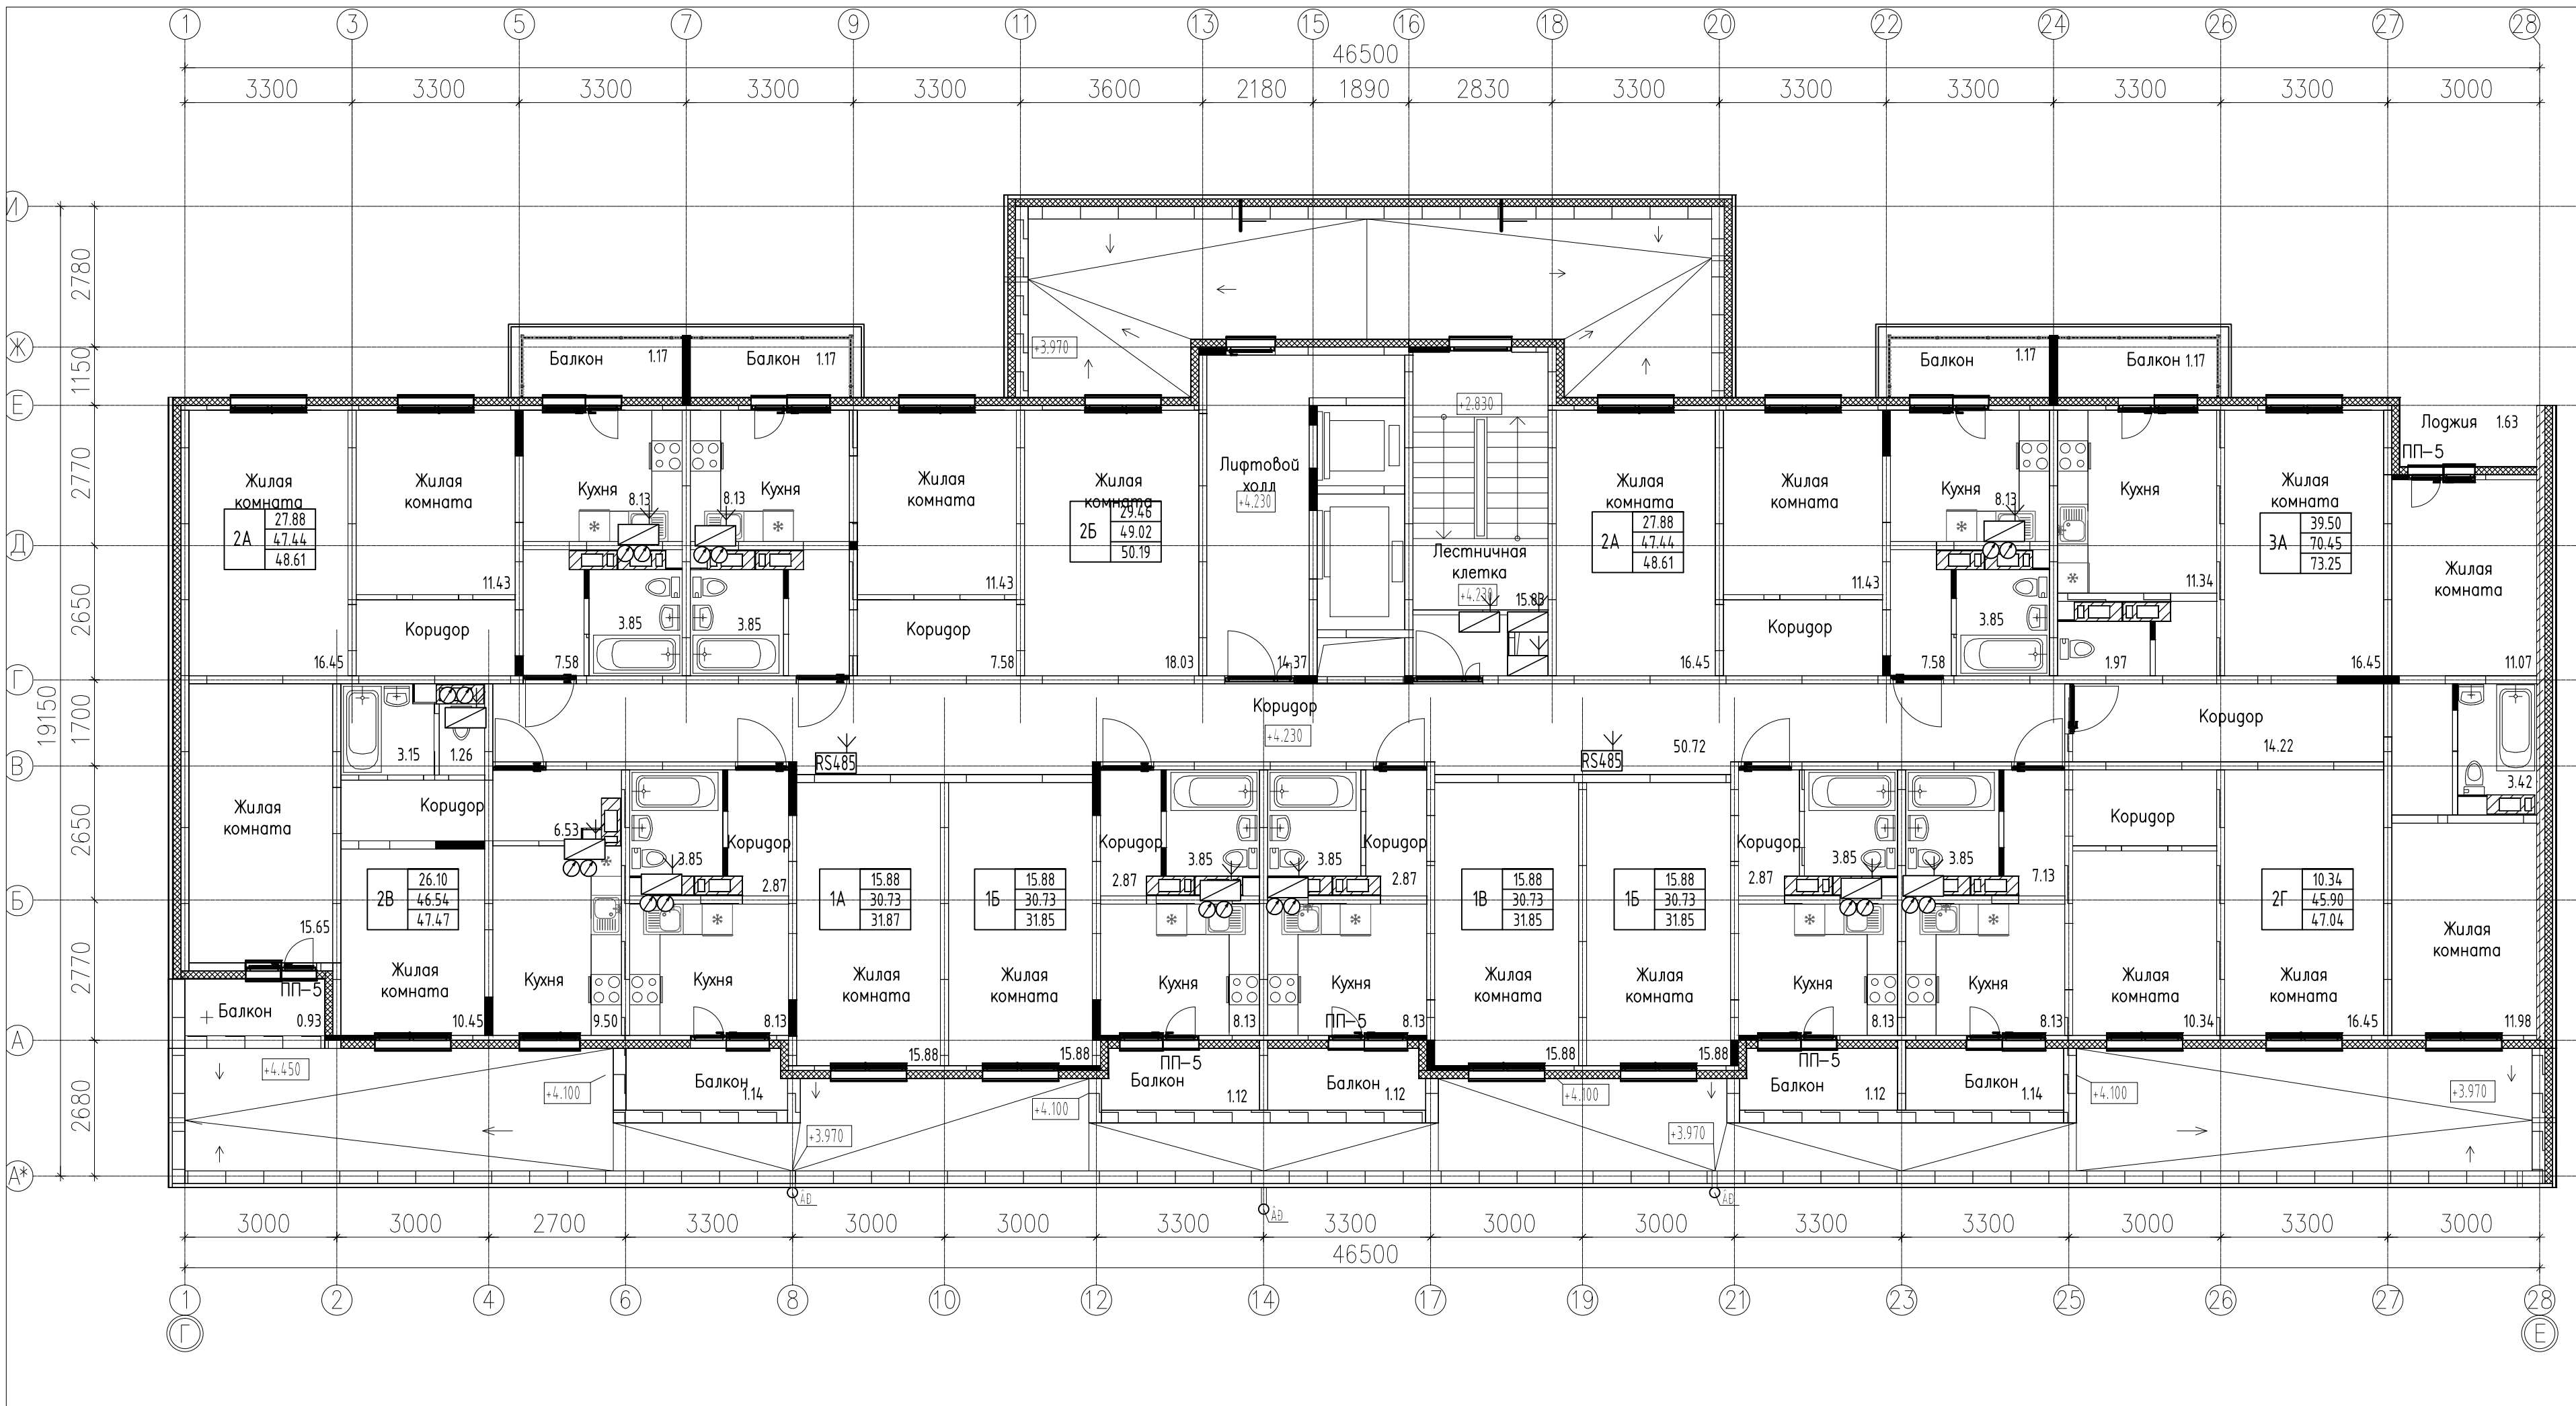 1 3 5 7 9 11 13 15 16 18 20 22 24 26 27 28
46500
3300 3300 3300 3300 3300 3600 2180 1890 2830 3300 3300 3300 3300 3300 3000
И
Ж
Е
Д
Г
В
Б
А
А*
2780
1150
2770
2650
1700
2650
2770
2680
19150
+3.970
Балкон 1.17
Балкон 1.17
Балкон 1.17
Балкон 1.17
Лоджия 1.63
ПП-5
Жилая
комната
2А
27.88
47.44
48.61
16.45
Жилая
комната
11.43
Коридор
Кухня
8.13
3.85
7.58
Кухня
8.13
3.85
Жилая
комната
11.43
Коридор
7.58
Жилая
комната
2Б
29.46
49.02
50.19
18.03
Лифтовой
холл
+4.230
14.37
+2.830
Лестничная
клетка
+4.230
15.83
Жилая
комната
2А
27.88
47.44
48.61
16.45
Жилая
комната
11.43
Коридор
Кухня
8.13
3.85
7.58
Кухня
11.34
1.97
Жилая
комната
3А
39.50
70.45
73.25
16.45
Жилая
комната
11.07
Коридор
+4.230
50.72
RS485
RS485
Коридор
14.22
3.42
3.15
1.26
Жилая
комната
15.65
ПП-5
Балкон
0.93
Коридор
6.53
2В
26.10
46.54
47.47
Жилая
комната
10.45
Кухня
9.50
3.85
Коридор
2.87
Кухня
8.13
1А
15.88
30.73
31.87
Жилая
комната
15.88
1Б
15.88
30.73
31.85
Жилая
комната
15.88
Коридор
2.87
3.85
Кухня
8.13
3.85
Коридор
2.87
Кухня
ПП-5
8.13
1В
15.88
30.73
31.85
Жилая
комната
15.88
1Б
15.88
30.73
31.85
Жилая
комната
15.88
Коридор
2.87
3.85
Кухня
8.13
3.85
7.13
Кухня
8.13
Коридор
Жилая
комната
10.34
2Г
10.34
45.90
47.04
Жилая
комната
16.45
Жилая
комната
11.98
+4.450
+4.100
Балкон
1.14
+3.970
+4.100
ПП-5
Балкон
1.12
Балкон
1.12
+4.100
+3.970
ПП-5
Балкон
1.12
Балкон
1.14
+4.100
+3.970
ÂÐ
ÂÐ
ÂÐ
3000 3000 2700 3300 3000 3000 3300 3300 3000 3000 3300 3300 3000 3300 3000
46500
1 2 4 6 8 10 12 14 17 19 21 23 25 26 27 28
Г Е